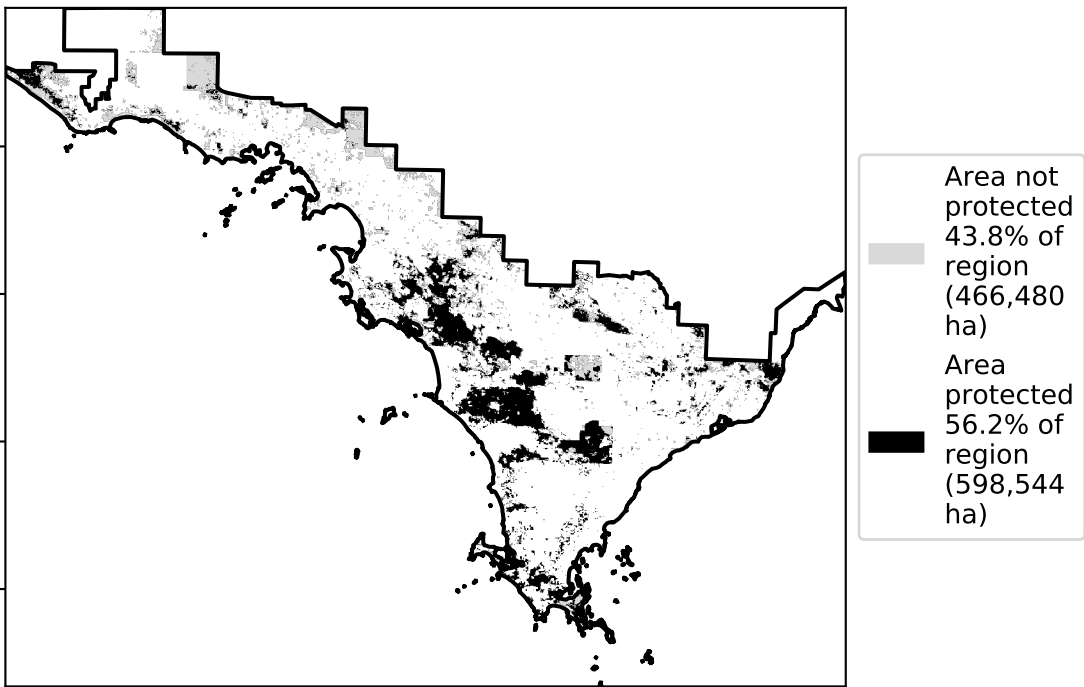 Area not
protected
43.8% of
region
(466,480
ha)
Area
protected
56.2% of
region
(598,544
ha)